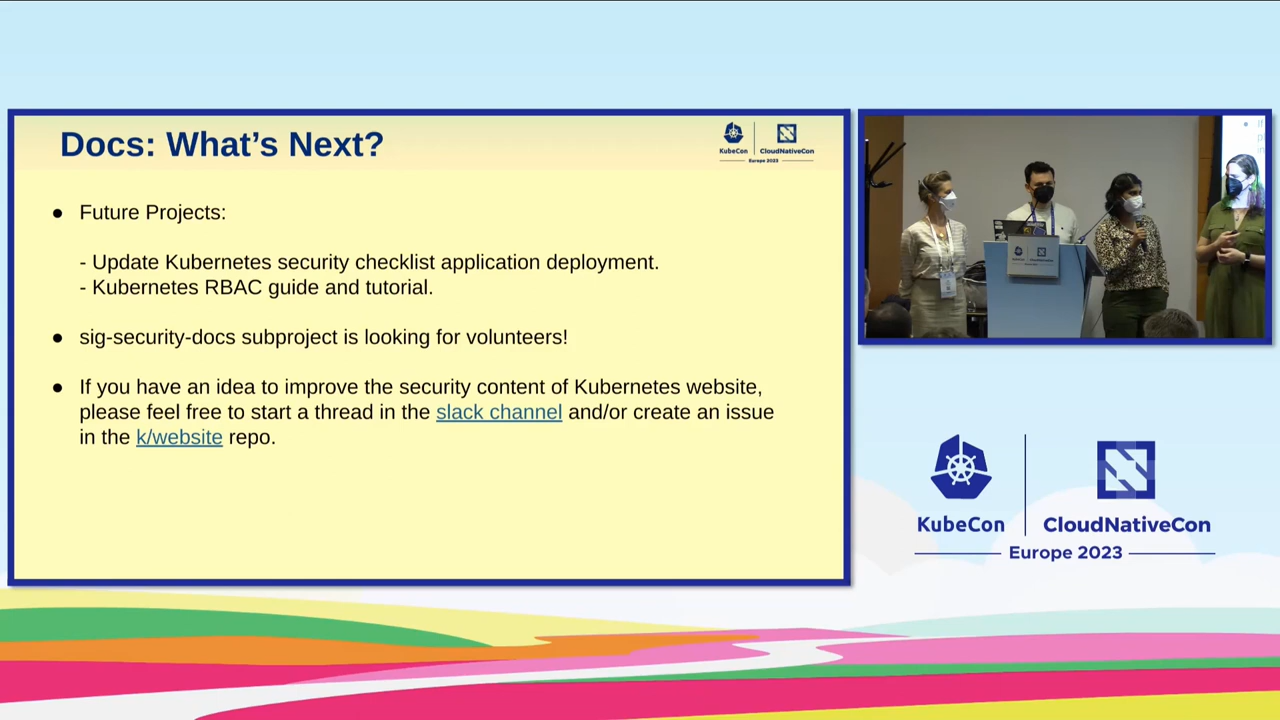 Docs: What's Next?
KubeCon
CloudNativeCon
Europe 2023
● Future Projects:
- Update Kubernetes security checklist application deployment.
- Kubernetes RBAC guide and tutorial.
● sig-security-docs subproject is looking for volunteers!
● If you have an idea to improve the security content of Kubernetes website,
please feel free to start a thread in the slack channel and/or create an issue
in the k/website repo.
KubeCon
CloudNativeCon
Europe 2023